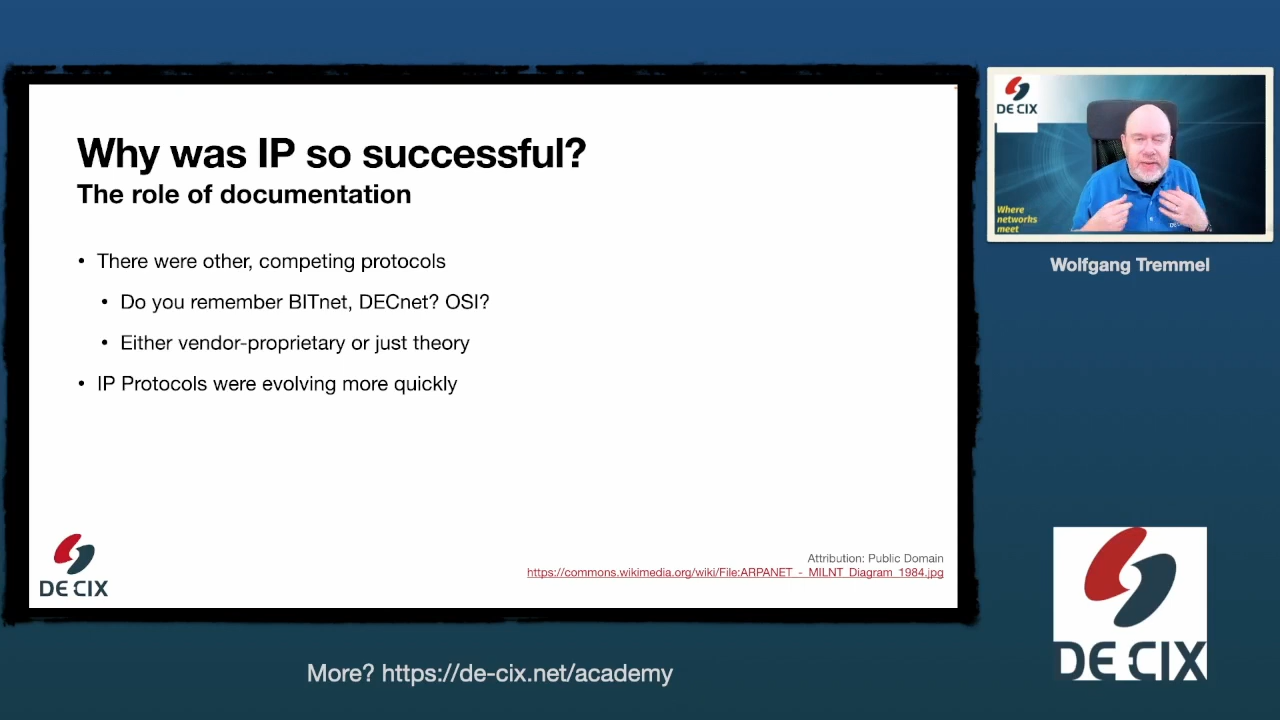 Why was IP so successful?
The role of documentation
• There were other, competing protocols
• Do you remember BITnet, DECnet? OSI?
• Either vendor-proprietary or just theory
• IP Protocols were evolving more quickly
Attribution: Public Domain
https://commons.wikimedia.org/wiki/File:ARPANET_-_MILNT_Diagram_1984.jpg
DE CIX
DE CIX
Where
networks
meet
DE-CIX
Wolfgang Tremmel
DE-CIX
More? https://de-cix.net/academy